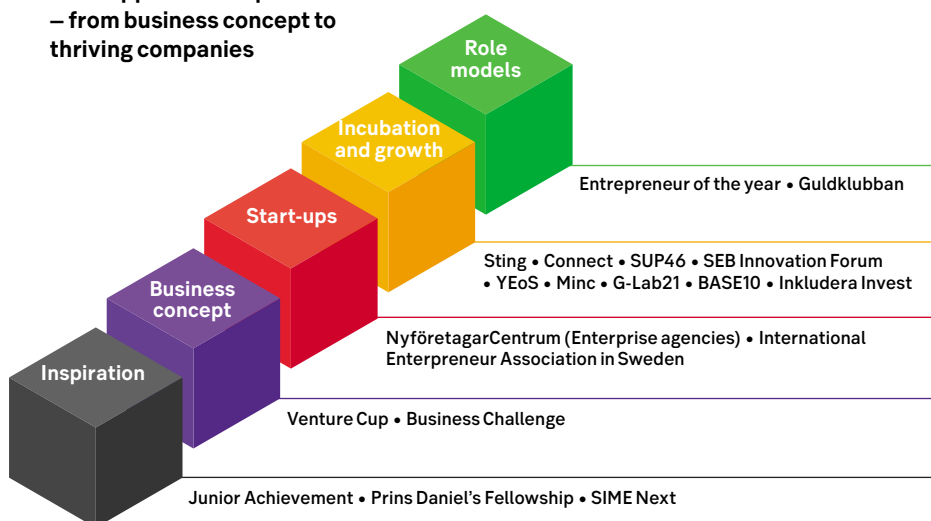 – from business concept to
thriving companies
Role
models
Entrepreneur of the year • Guldklubban
Incubation
and growth
Sting • Connect • SUP46 • SEB Innovation Forum
• YEoS • Minc • G-Lab21 • BASE10 • Inkludera Invest
Start-ups
NyföretagarCentrum (Enterprise agencies) • International
Enterpreneur Association in Sweden
Business
concept
Venture Cup • Business Challenge
Inspiration
Junior Achievement • Prins Daniel's Fellowship • SIME Next